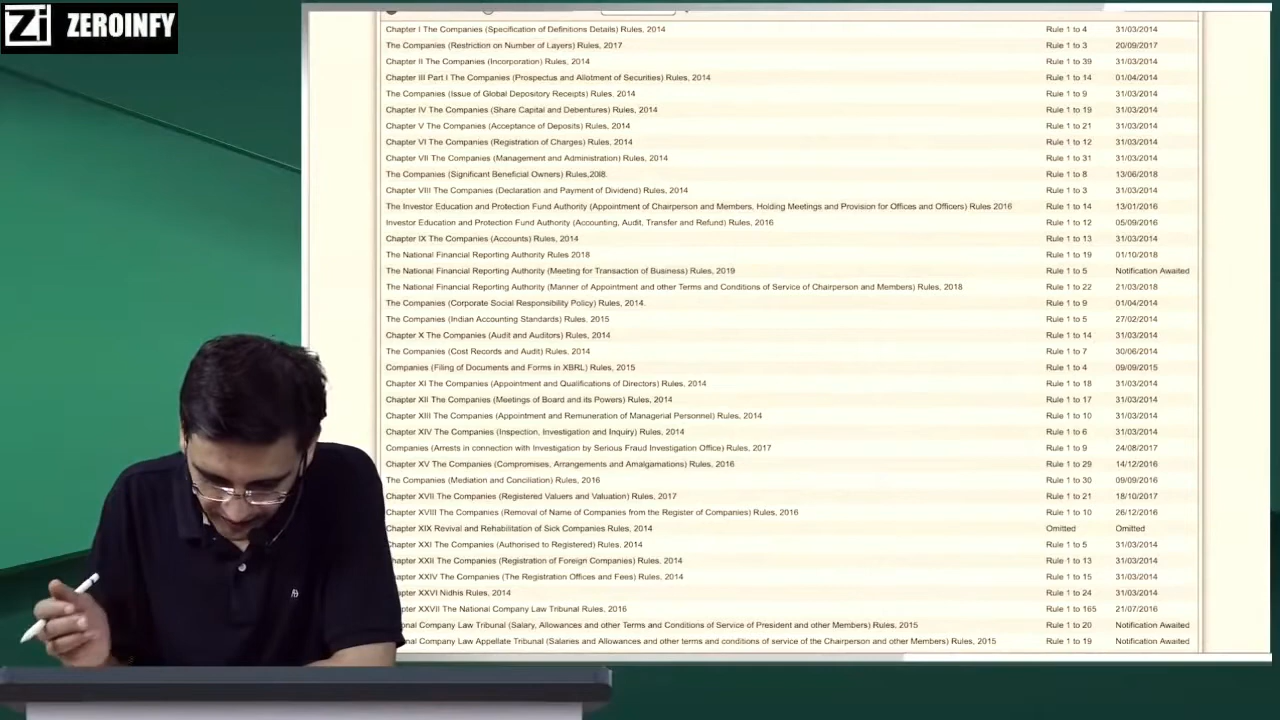 Zi ZEROINFY
Chapter I The Companies (Specification of Definitions Details) Rules, 2014 Rule 1 to 4 31/03/2014
The Companies (Restriction on Number of Layers) Rules, 2017 Rule 1 to 3 20/09/2017
Chapter II The Companies (Incorporation) Rules, 2014 Rule 1 to 39 31/03/2014
Chapter III Part I The Companies (Prospectus and Allotment of Securities) Rules, 2014 Rule 1 to 14 01/04/2014
The Companies (Issue of Global Depository Receipts) Rules. 2014 Rule 1 to 9 31/03/2014
Chapter IV The Companies (Share Capital and Debentures) Rules, 2014 Rule 1 to 19 31/03/2014
Chapter V The Companies (Acceptance of Deposits) Rules, 2014 Rule 1 to 21 31/03/2014
Chapter VI The Companies (Registration of Charges) Rules, 2014 Rule 1 to 12 31/03/2014
Chapter VII The Companies (Management and Administration) Rules, 2014 Rule 1 to 31 31/03/2014
The Companies (Significant Beneficial Owners) Rules,20l8. Rule 1 to 8 13/06/2018
Chapter VIII The Companies (Declaration and Payment of Dividend) Rules, 2014 Rule 1 to 3 31/03/2014
The Investor Education and Protection Fund Authority (Appointment of Chairperson and Members, Holding Meetings and Provision for Offices and Officers) Rules 2016 Rule 1 to 14 13/01/2016
Investor Education and Protection Fund Authority (Accounting, Audit, Transfer and Refund) Rules, 2016 Rule 1 to 12 05/09/2016
Chapter IX The Companies (Accounts) Rules, 2014 Rule 1 to 13 31/03/2014
The National Financial Reporting Authority Rules 2018 Rule 1 to 19 01/10/2018
The National Financial Reporting Authority (Meeting for Transaction of Business) Rules, 2019 Rule 1 to 5 Notification Awaited
The National Financial Reporting Authority (Manner of Appointment and other Terms and Conditions of Service of Chairperson and Members) Rules, 2018 Rule 1 to 22 21/03/2018
The Companies (Corporate Social Responsibility Policy) Rules, 2014. Rule 1 to 9 01/04/2014
The Companies (Indian Accounting Standards) Rules. 2015 Rule 1 to 5 27/02/2014
Chapter X The Companies (Audit and Auditors) Rules, 2014 Rule 1 to 14 31/03/2014
The Companies (Cost Records and Audit) Rules, 2014 Rule 1 to 7 30/06/2014
Companies (Filing of Documents and Forms in XBRL) Rules, 2015 Rule 1 to 4 09/09/2015
Chapter XI The Companies (Appointment and Qualifications of Directors) Rules, 2014 Rule 1 to 18 31/03/2014
Chapter XII The Companies (Meetings of Board and its Powers) Rules, 2014 Rule 1 to 17 31/03/2014
Chapter XIII The Companies (Appointment and Remuneration of Managerial Personnel) Rules, 2014 Rule 1 to 10 31/03/2014
Chapter XIV The Companies (Inspection, Investigation and Inquiry) Rules, 2014 Rule 1 to 6 31/03/2014
Companies (Arrests in connection with Investigation by Serious Fraud Investigation Office) Rules, 2017 Rule 1 to 9 24/08/2017
Chapter XV The Companies (Compromises, Arrangements and Amalgamations) Rules, 2016 Rule 1 to 29 14/12/2016
The Companies (Mediation and Conciliation) Rules, 2016 Rule 1 to 30 09/09/2016
Chapter XVII The Companies (Registered Valuers and Valuation) Rules, 2017 Rule 1 to 21 18/10/2017
Chapter XVIII The Companies (Removal of Name of Companies from the Register of Companies) Rules, 2016 Rule 1 to 10 26/12/2016
Chapter XIX Revival and Rehabilitation of Sick Companies Rules, 2014 Omitted Omitted
Chapter XXI The Companies (Authorised to Registered) Rules, 2014 Rule 1 to 5 31/03/2014
hapter XXII The Companies (Registration of Foreign Companies) Rules, 2014 Rule 1 to 13 31/03/2014
apter XXIV The Companies (The Registration Offices and Fees) Rules, 2014 Rule 1 to 15 31/03/2014
pter XXVI Nidhis Rules, 2014 Rule 1 to 24 31/03/2014
pter XXVII The National Company Law Tribunal Rules, 2016 Rule 1 to 165 21/07/2016
onal Company Law Tribunal (Salary, Allowances and other Terms and Conditions of Service of President and other Members) Rules, 2015 Rule 1 to 20 Notification Awaited
nal Company Law Appellate Tribunal (Salaries and Allowances and other terms and conditions of service of the Chairperson and other Members) Rules, 2015 Rule 1 to 19 Notification Awaited